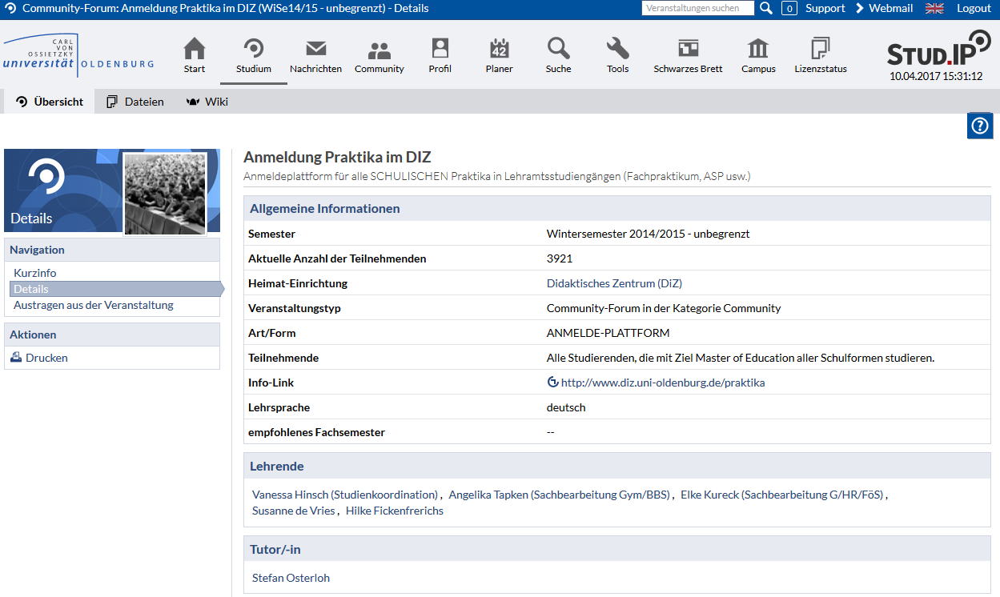 Community-Forum: Anmeldung Praktika im DIZ (WiSe14/15 - unbegrenzt) - Details
Veranstaltungen suchen
0
Support
Webmail
Logout
CARL
VON
OSSIETZKY
universität OLDENBURG
Start
Studium
Nachrichten
Community
Profil
42
Planer
Suche
Tools
Schwarzes Brett
Campus
Lizenzstatus
STUD.IP
10.04.2017 15:31:12
Übersicht
Dateien
Wiki
?
Details
Navigation
Kurzinfo
Details
Austragen aus der Veranstaltung
Aktionen
Drucken
Anmeldung Praktika im DIZ
Anmeldeplattform für alle SCHULISCHEN Praktika in Lehramtsstudiengängen (Fachpraktikum, ASP usw.)
Allgemeine Informationen
Semester Wintersemester 2014/2015 - unbegrenzt
Aktuelle Anzahl der Teilnehmenden 3921
Heimat-Einrichtung Didaktisches Zentrum (DiZ)
Veranstaltungstyp Community-Forum in der Kategorie Community
Art/Form ANMELDE-PLATTFORM
Teilnehmende Alle Studierenden, die mit Ziel Master of Education aller Schulformen studieren.
Info-Link http://www.diz.uni-oldenburg.de/praktika
Lehrsprache deutsch
empfohlenes Fachsemester --
Lehrende
Vanessa Hinsch (Studienkoordination) , Angelika Tapken (Sachbearbeitung Gym/BBS) , Elke Kureck (Sachbearbeitung G/HR/FöS) ,
Susanne de Vries , Hilke Fickenfrerichs
Tutor/-in
Stefan Osterloh